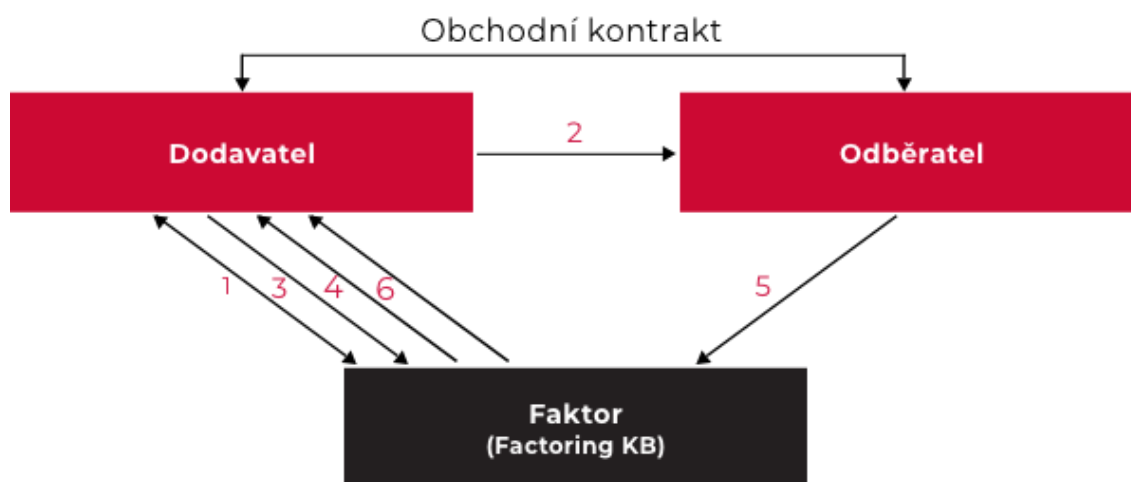 Obchodní kontrakt
Dodavatel
2
Odběratel
1
3
4
6
5
Faktor
(Factoring KB)